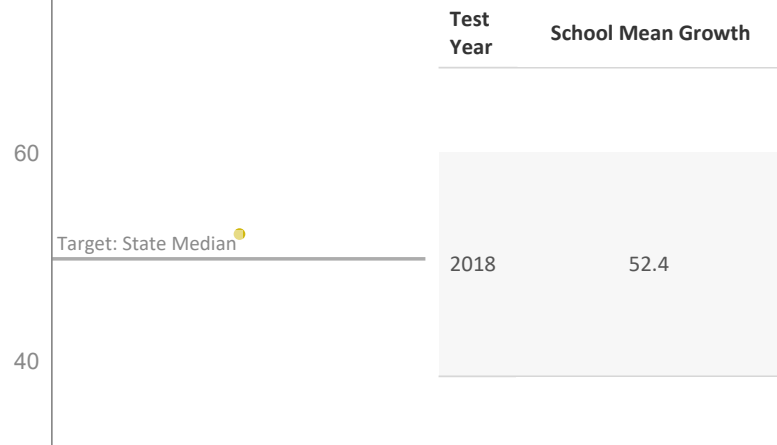 60
Target: State Median
40
Test
Year
School Mean Growth
2018
52.4